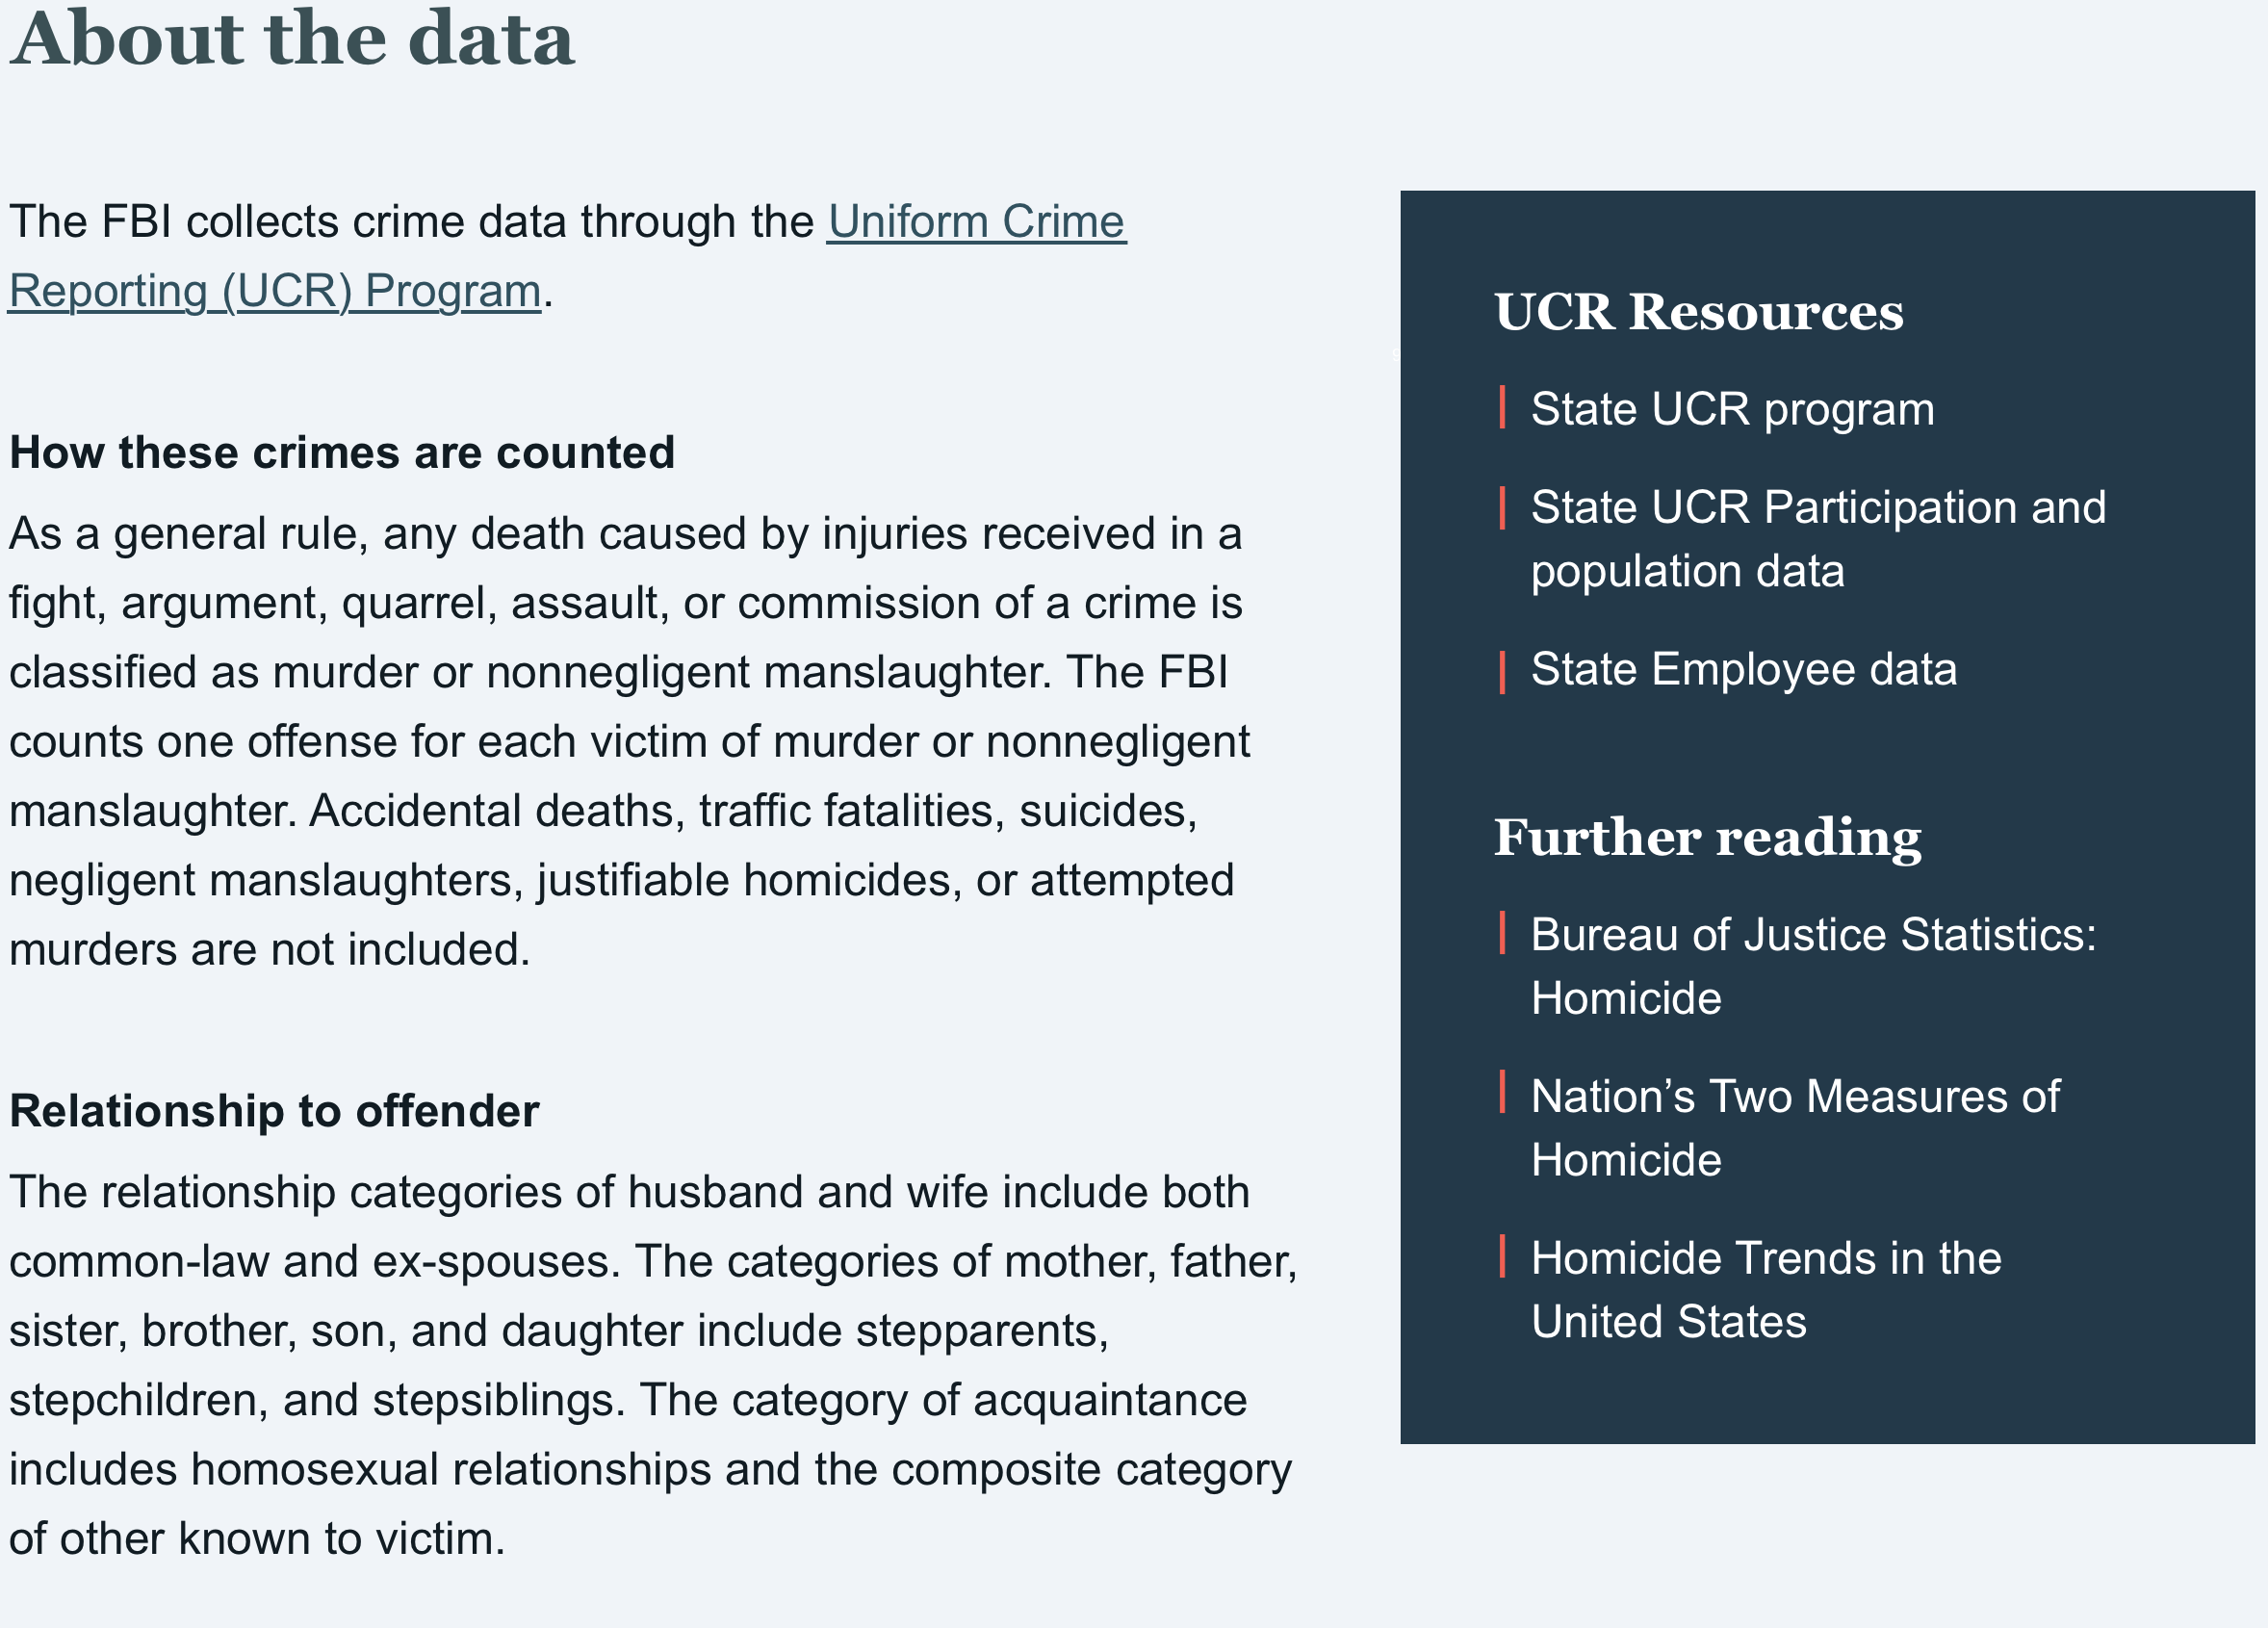 About the data
The FBI collects crime data through the Uniform Crime
Reporting (UCR) Program.
How these crimes are counted
As a general rule, any death caused by injuries received in a
fight, argument, quarrel, assault, or commission of a crime is
classified as murder or nonnegligent manslaughter. The FBI
counts one offense for each victim of murder or nonnegligent
manslaughter. Accidental deaths, traffic fatalities, suicides,
negligent manslaughters, justifiable homicides, or attempted
murders are not included.
Relationship to offender
The relationship categories of husband and wife include both
common-law and ex-spouses. The categories of mother, father,
sister, brother, son, and daughter include stepparents,
stepchildren, and stepsiblings. The category of acquaintance
includes homosexual relationships and the composite category
of other known to victim.
UCR Resources
State UCR program
State UCR Participation and
population data
State Employee data
Further reading
Bureau of Justice Statistics:
Homicide
Nation’s Two Measures of
Homicide
Homicide Trends in the
United States